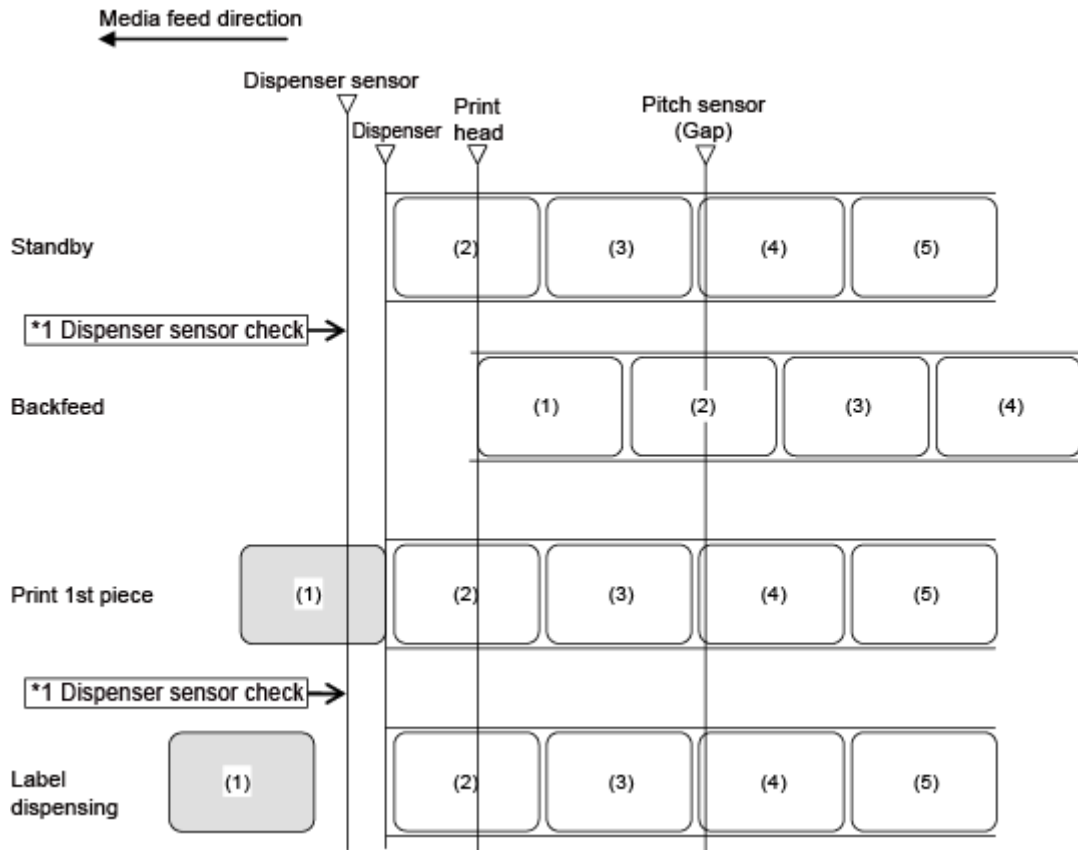 Media feed direction
Dispenser sensor
Dispenser
Print
head
Pitch sensor
(Gap)
Standby
(2)
(3)
(4)
(5)
*1 Dispenser sensor check
Backfeed
(1)
(2)
(3)
(4)
Print 1st piece
(1)
(2)
(3)
(4)
(5)
*1 Dispenser sensor check
Label
dispensing
(1)
(2)
(3)
(4)
(5)